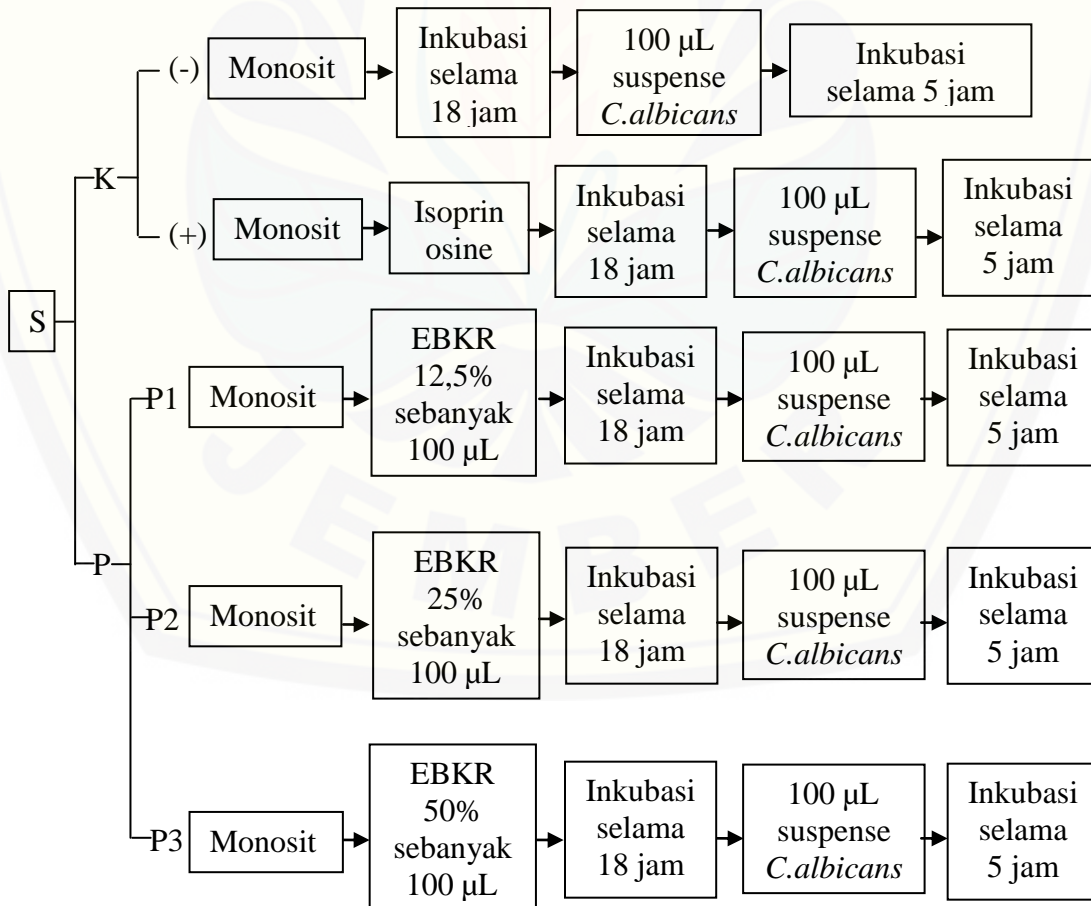 (-)
Monosit
Inkubasi
selama
18 jam
100 µL
suspense
C.albicans
Inkubasi
selama 5 jam
K
(+)
Monosit
Isoprin
osine
Inkubasi
selama
18 jam
100 µL
suspense
C.albicans
Inkubasi
selama
5 jam
S
P1
Monosit
EBKR
12,5%
sebanyak
100 µL
Inkubasi
selama
18 jam
100 µL
suspense
C.albicans
Inkubasi
selama
5 jam
P
P2
Monosit
EBKR
25%
sebanyak
100 µL
Inkubasi
selama
18 jam
100 µL
suspense
C.albicans
Inkubasi
selama
5 jam
P3
Monosit
EBKR
50%
sebanyak
100 µL
Inkubasi
selama
18 jam
100 µL
suspense
C.albicans
Inkubasi
selama
5 jam
JEMBER